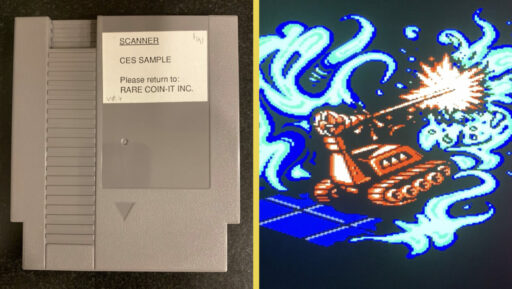 SCANNER
CES SAMPLE
Please return to:
RARE COIN-IT INC.